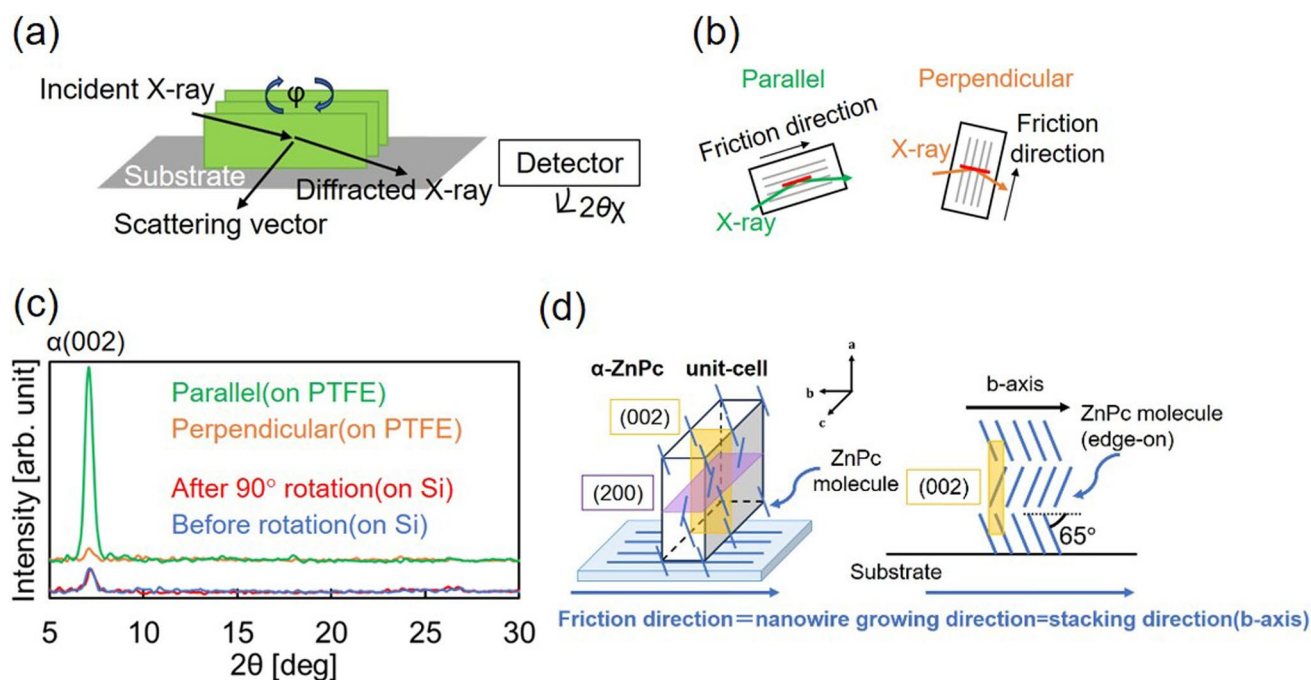 (a)
Incident X-ray
φ
Substrate
Diffracted X-ray
Scattering vector
Detector
2θχ
(b)
Parallel
Friction direction
X-ray
Perpendicular
X-ray
Friction
direction
(c)
α(002)
Intensity [arb. unit]
Parallel(on PTFE)
Perpendicular(on PTFE)
After 90° rotation(on Si)
Before rotation(on Si)
5 10 15 20 25 30
2θ [deg]
(d)
α-ZnPc unit-cell
(002)
(200)
a
b
c
ZnPc
molecule
b-axis
ZnPc molecule
(edge-on)
(002)
65°
Substrate
Friction direction＝nanowire growing direction=stacking direction(b-axis)